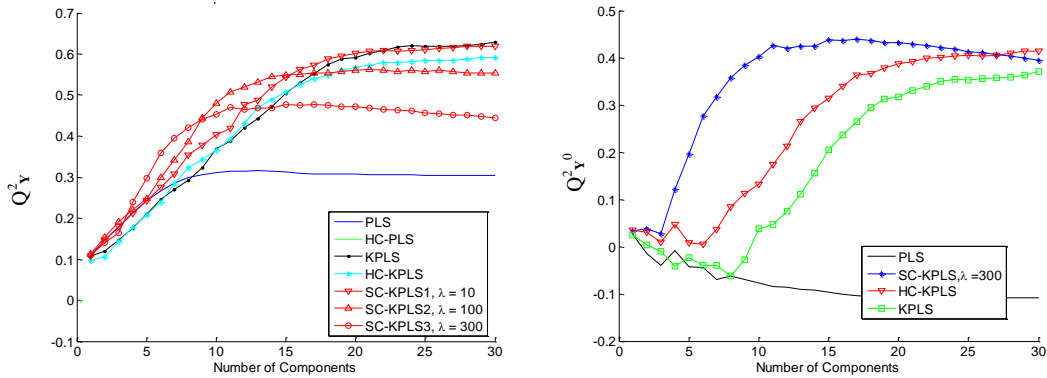 0.7
0.6
0.5
0.4
0.3
0.2
0.1
0
-0.1
Q²Y
0
5
10
15
20
25
30
Number of Components
PLS
HC-PLS
KPLS
HC-KPLS
SC-KPLS1, λ = 10
SC-KPLS2, λ = 100
SC-KPLS3, λ = 300
0.5
0.4
0.3
0.2
0.1
0
-0.1
-0.2
Q²Y⁰
0
5
10
15
20
25
30
Number of Components
PLS
SC-KPLS,λ=300
HC-KPLS
KPLS